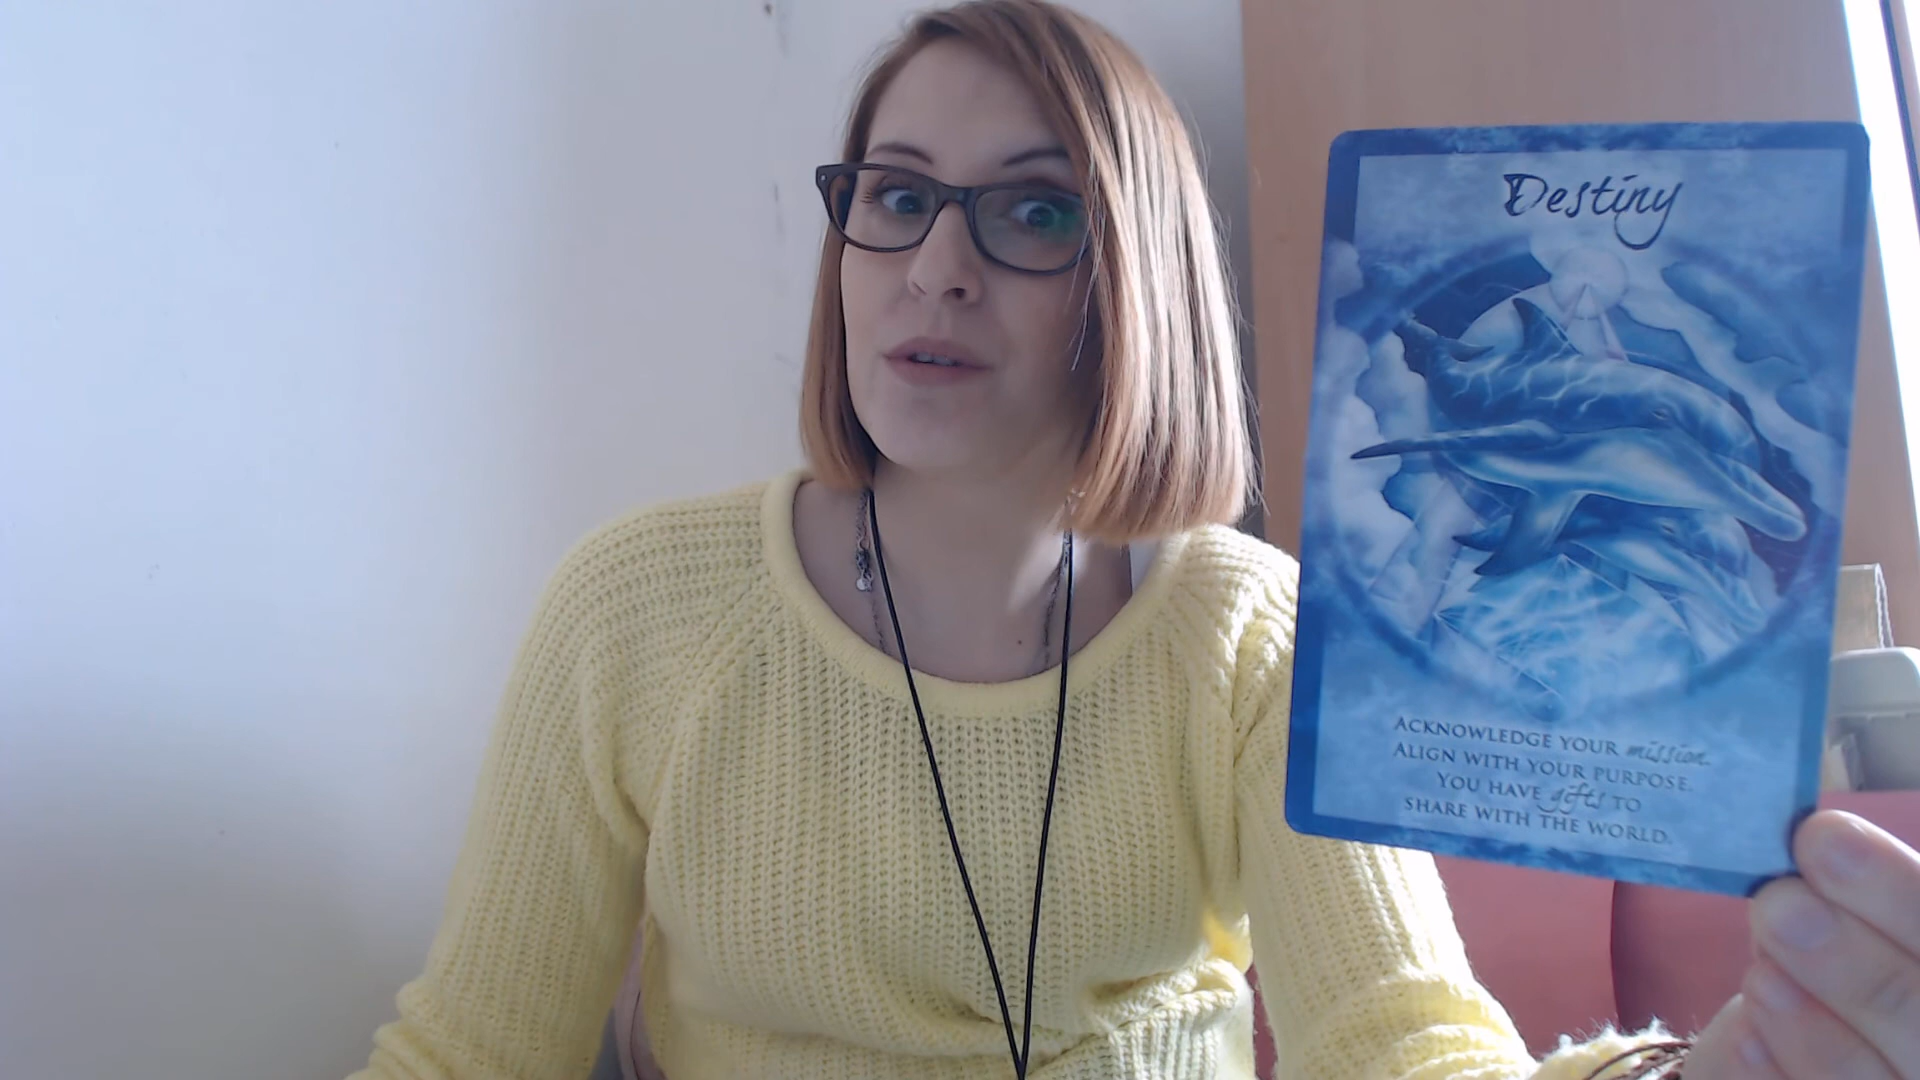 Destiny
ACKNOWLEDGE YOUR mission.
ALIGN WITH YOUR PURPOSE.
YOU HAVE gifts TO
SHARE WITH THE WORLD.